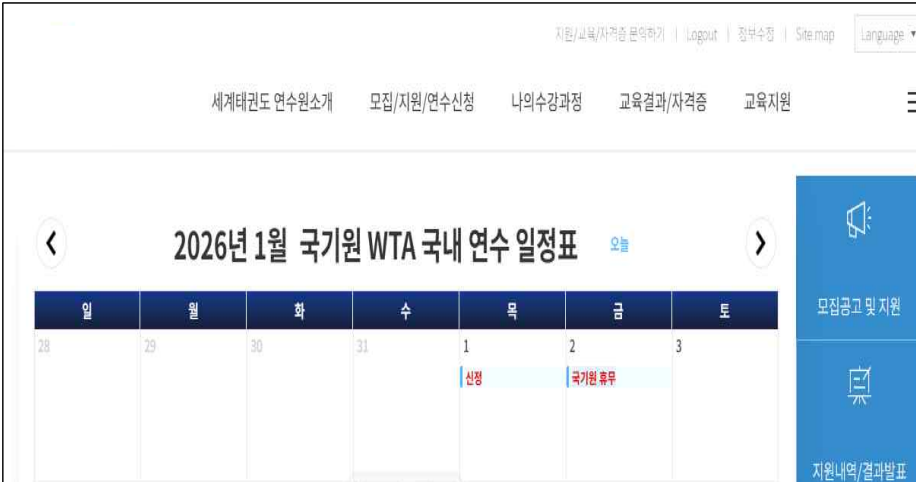 지원/교육/자격증 문의하기 | Logout | 정보수정 | Site map Language
세계태권도 연수원소개 모집/지원/연수신청 나의수강과정 교육결과/자격증 교육지원
2026년 1월 국기원 WTA 국내 연수 일정표 오늘
일 월 화 수 목 금 토
28 29 30 31 1 2 3
신정 국기원 휴무
모집공고 및 지원
지원내역/결과발표